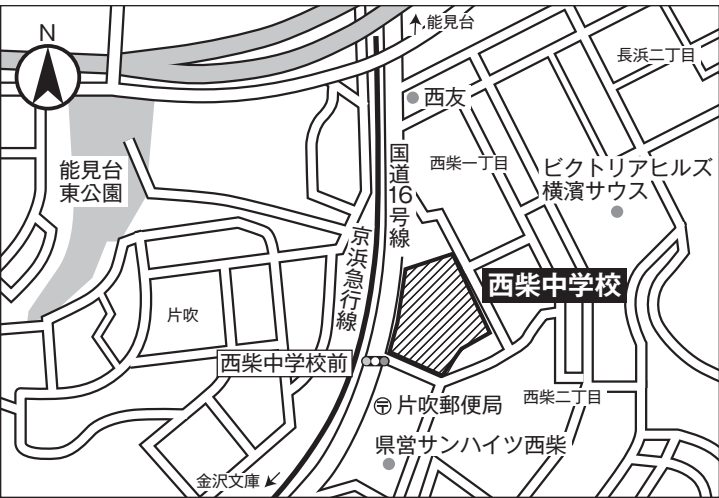 N
能見台
長浜二丁目
西友
能見台
東公園
国道16号線
西柴一丁目
ビクトリアヒルズ
横濱サウス
京浜急行線
西柴中学校
片吹
西柴中学校前
〒片吹郵便局
西柴二丁目
県営サンハイツ西柴
金沢文庫